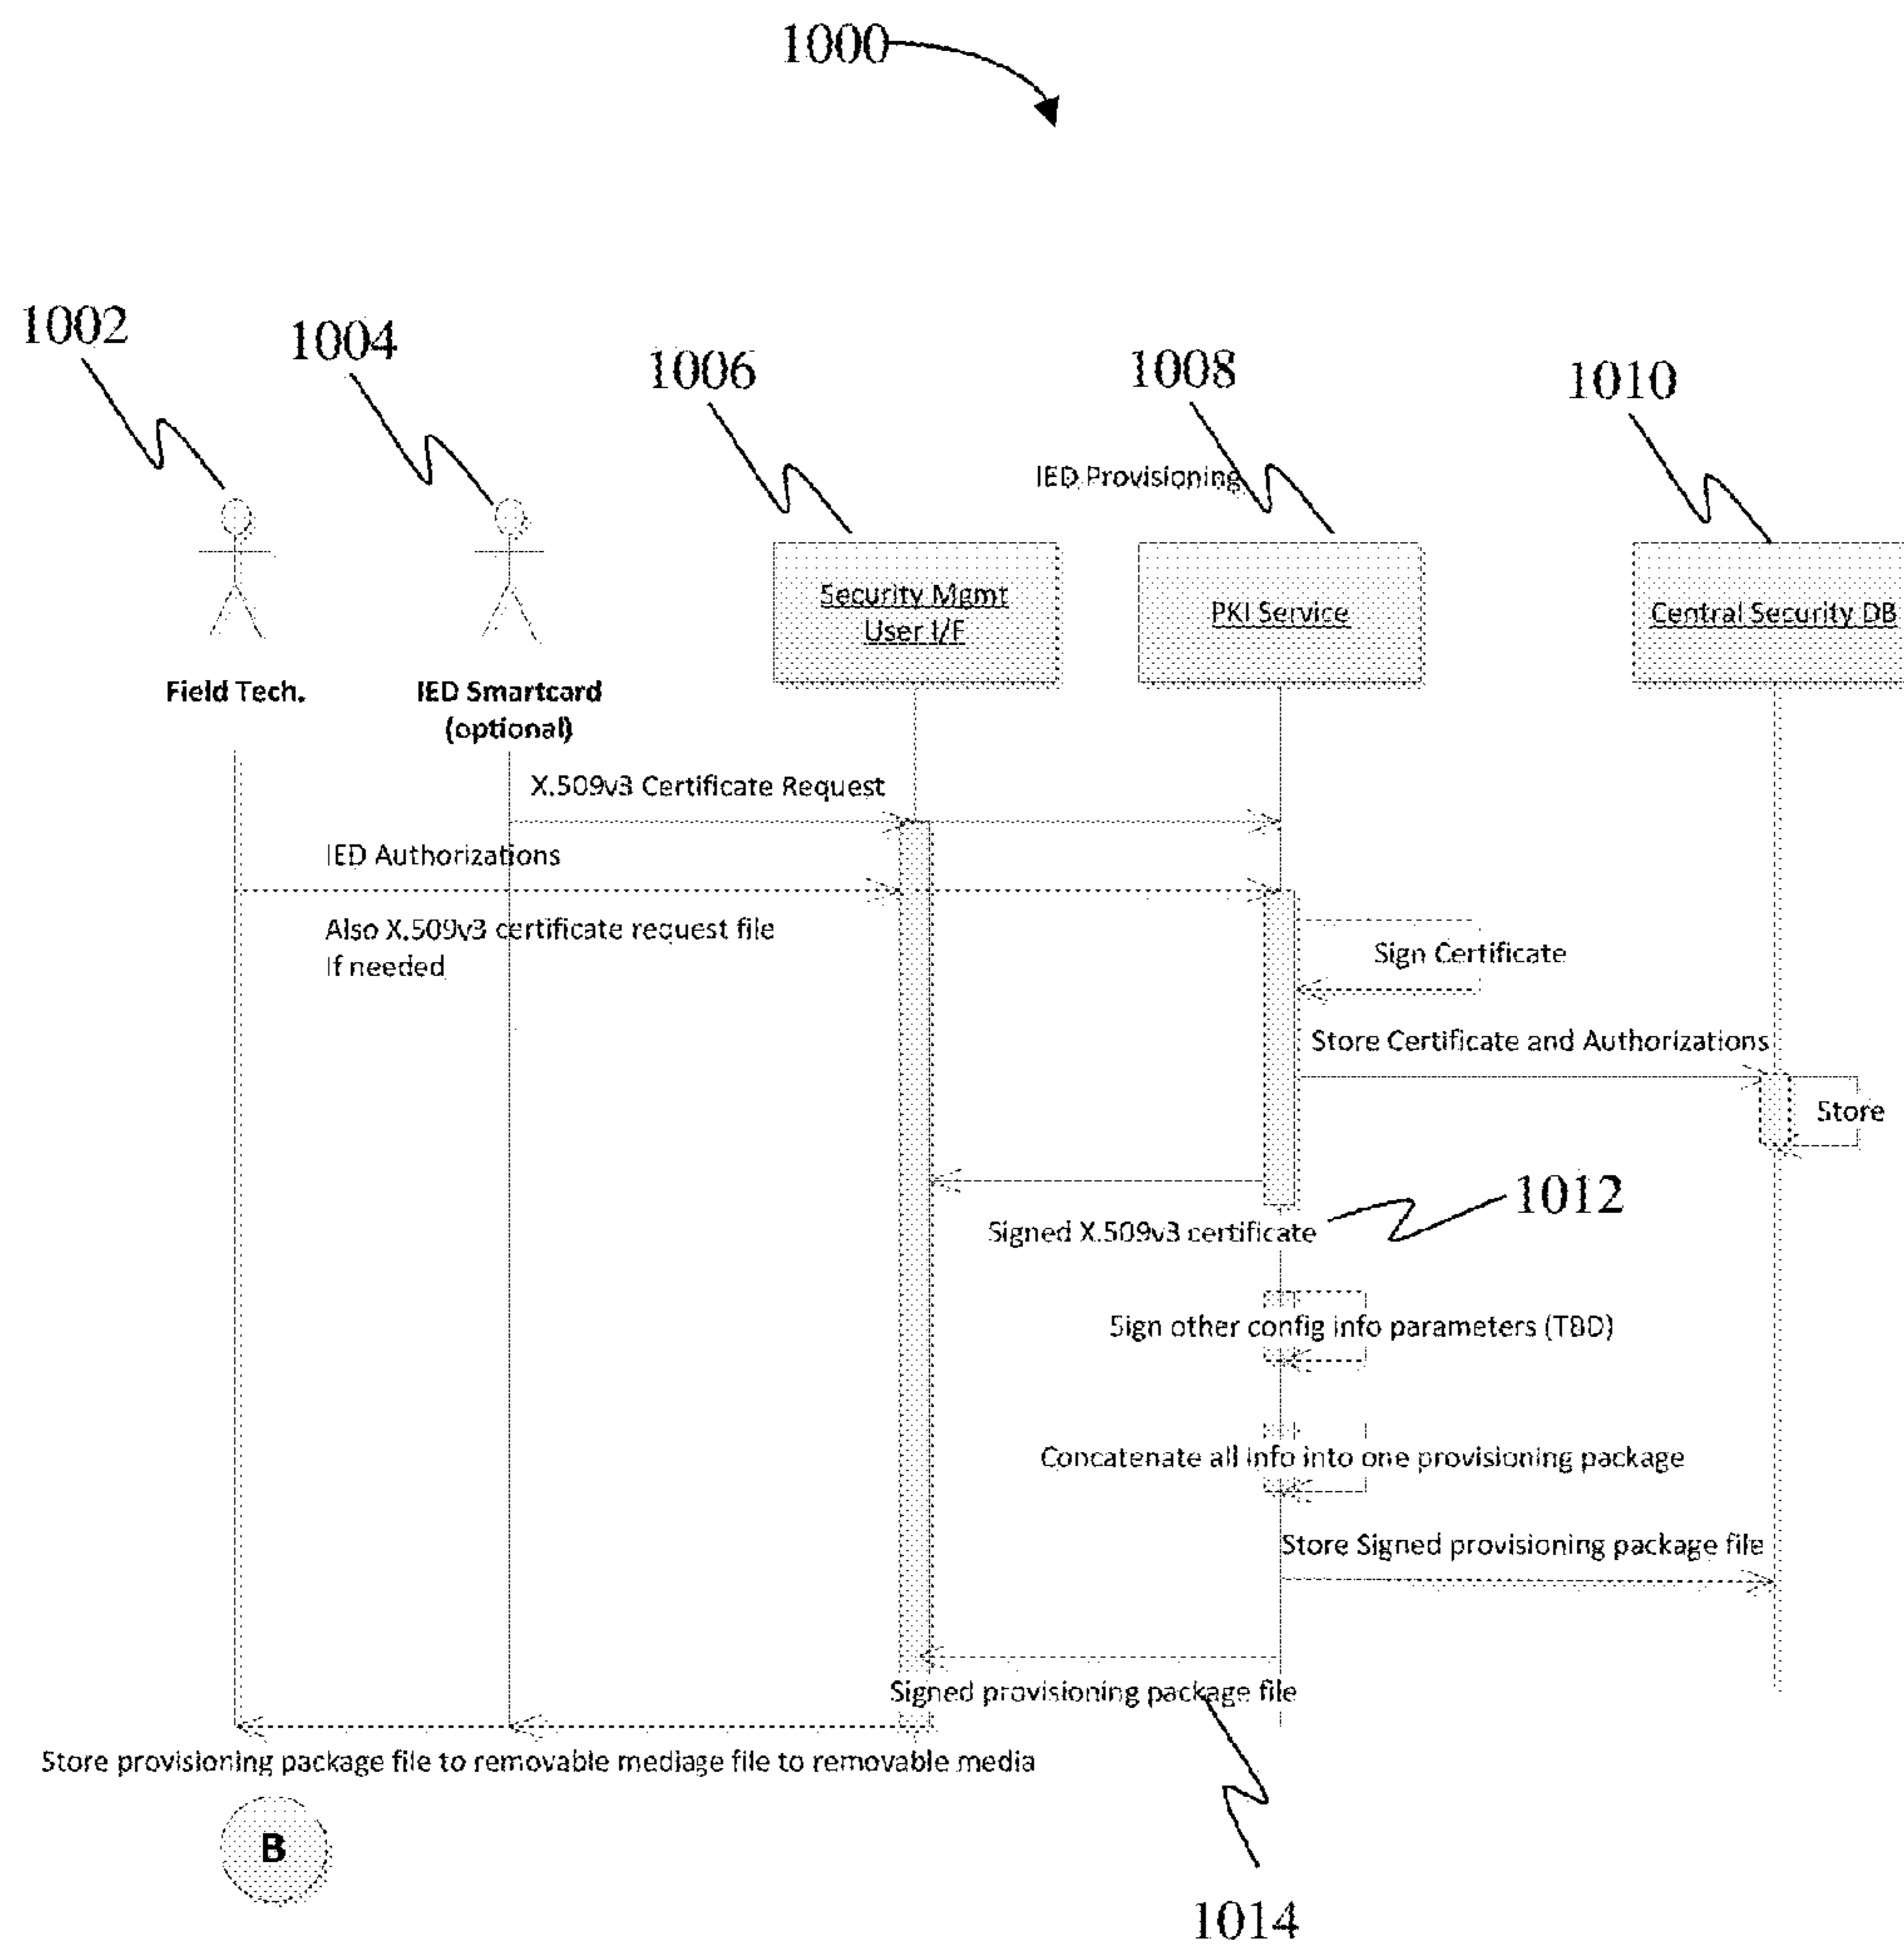 1000
1002
1004
1006
1008
1010
IED Provisioning
Security Mgmt
User I/F
PKI Service
Central Security DB
Field Tech.
IED Smartcard
(optional)
X.509v3 Certificate Request
IED Authorizations
Also X.509v3 certificate request file
If needed
Sign Certificate
Store Certificate and Authorizations
Store
1012
Signed X.509v3 certificate
Sign other config info parameters (TBD)
Concatenate all info into one provisioning package
Store Signed provisioning package file
Signed provisioning package file
Store provisioning package file to removable mediage file to removable media
B
1014